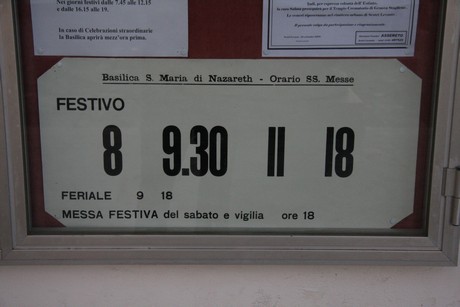 Nei giorni festivi dalle 7.45 alle 12.15
e dalle 16.15 alle 19.
In caso di Celebrazioni straordinarie
la Basilica aprirà mezz'ora prima.
Basilica S. Maria di Nazareth - Orario SS. Messe
FESTIVO
8 9.30 11 18
FERIALE 9 18
MESSA FESTIVA del sabato e vigilia ore 18